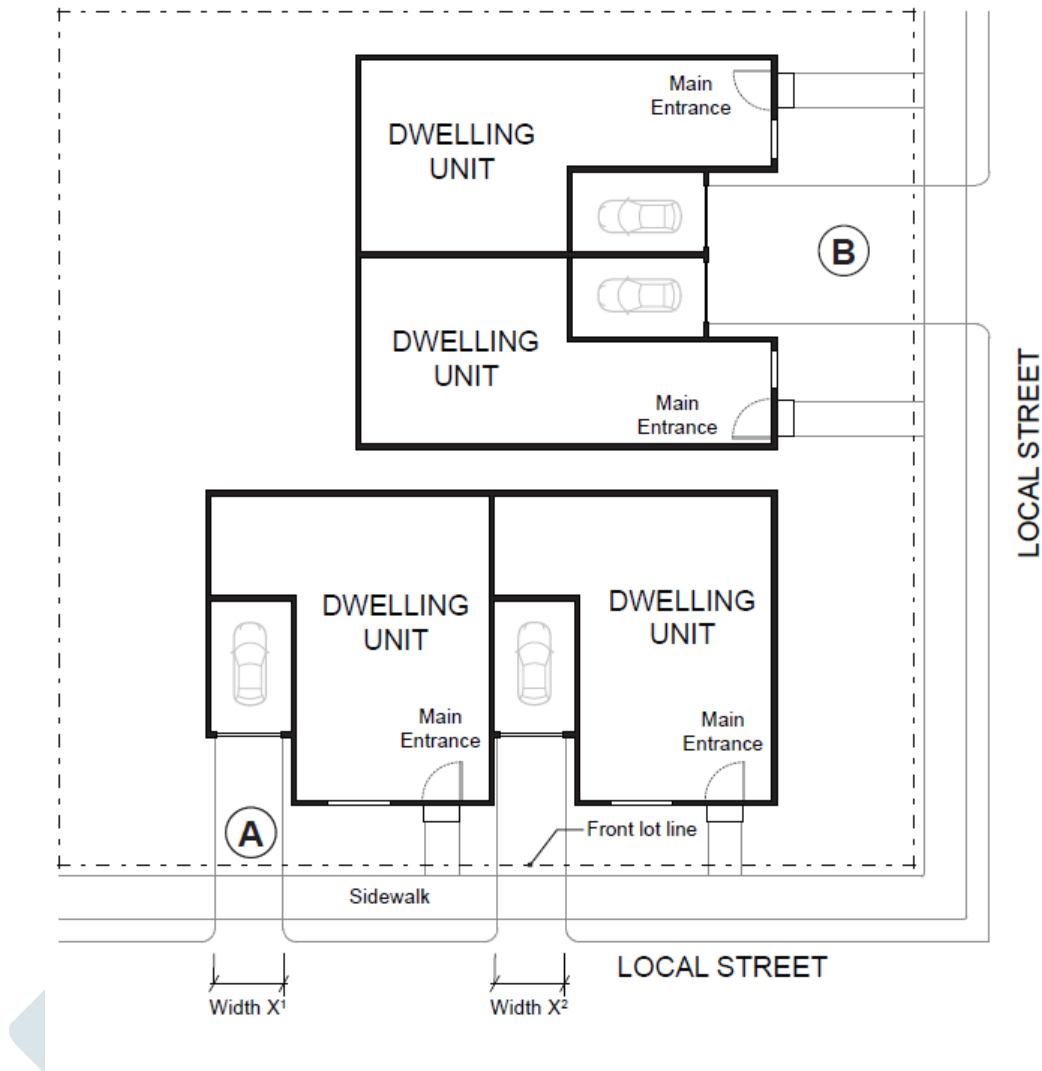 Main
Entrance
DWELLING
UNIT
B
DWELLING
UNIT
Main
Entrance
LOCAL STREET
DWELLING
UNIT
DWELLING
UNIT
Main
Entrance
Main
Entrance
A
Front lot line
Sidewalk
LOCAL STREET
Width X¹
Width X²